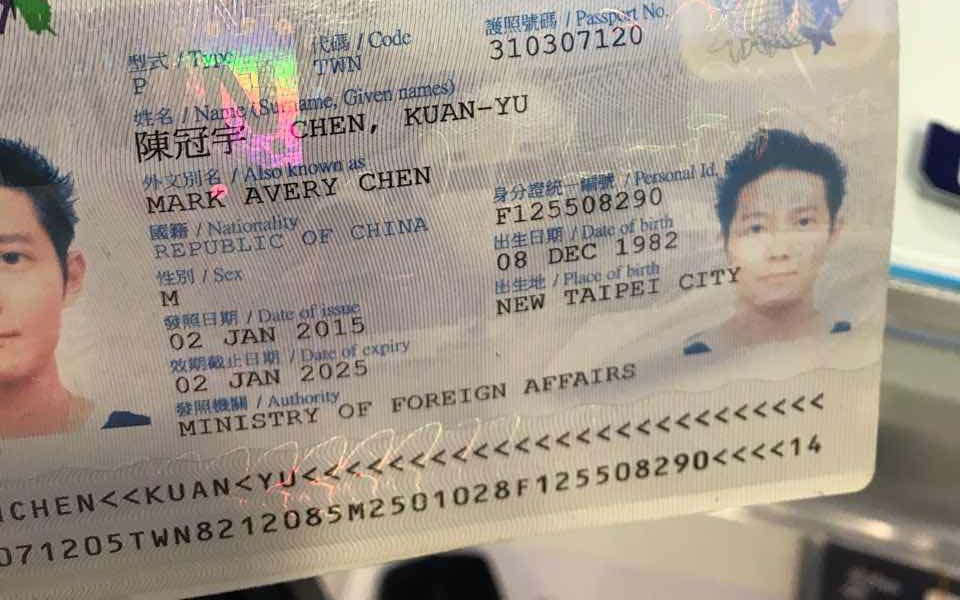 型式 / Type
P
代碼 / Code
TWN
護照號碼 / Passport No.
310307120
姓名 / Name (Surname, Given names)
陳冠宇 CHEN, KUAN-YU
外文別名 / Also known as
MARK AVERY CHEN
國籍 / Nationality
REPUBLIC OF CHINA
身分證統一編號 / Personal Id.
F125508290
性別 / Sex
M
出生日期 / Date of birth
08 DEC 1982
發照日期 / Date of issue
02 JAN 2015
出生地 / Place of birth
NEW TAIPEI CITY
效期截止日期 / Date of expiry
02 JAN 2025
發照機關 / Authority
MINISTRY OF FOREIGN AFFAIRS
CHEN<<KUAN<YU<<<<<<<<<<<<<<<<<<<<<<<<<
071205TWN8212085M2501028F125508290<<<<14